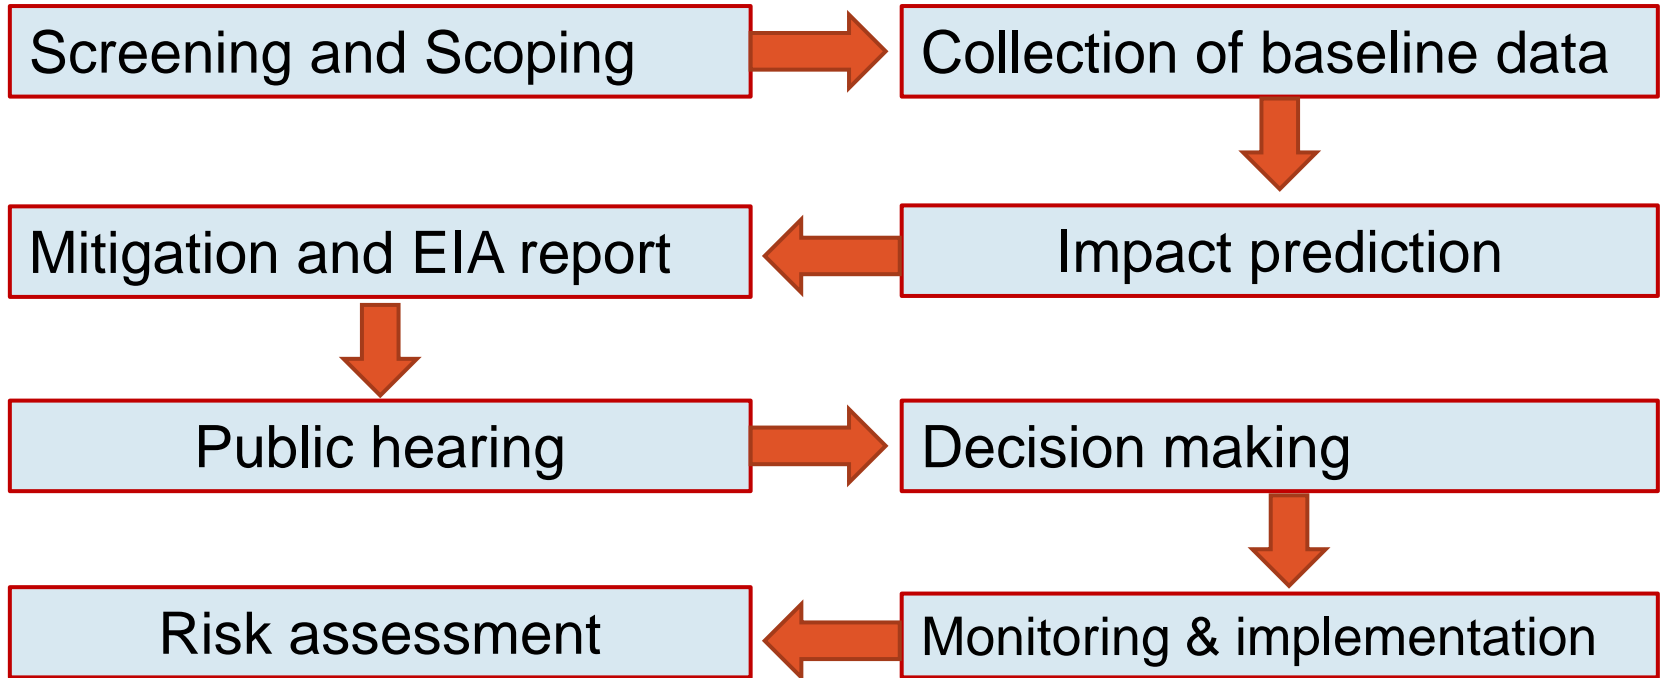 Screening and Scoping
Collection of baseline data
Mitigation and EIA report
Impact prediction
Public hearing
Decision making
Risk assessment
Monitoring & implementation